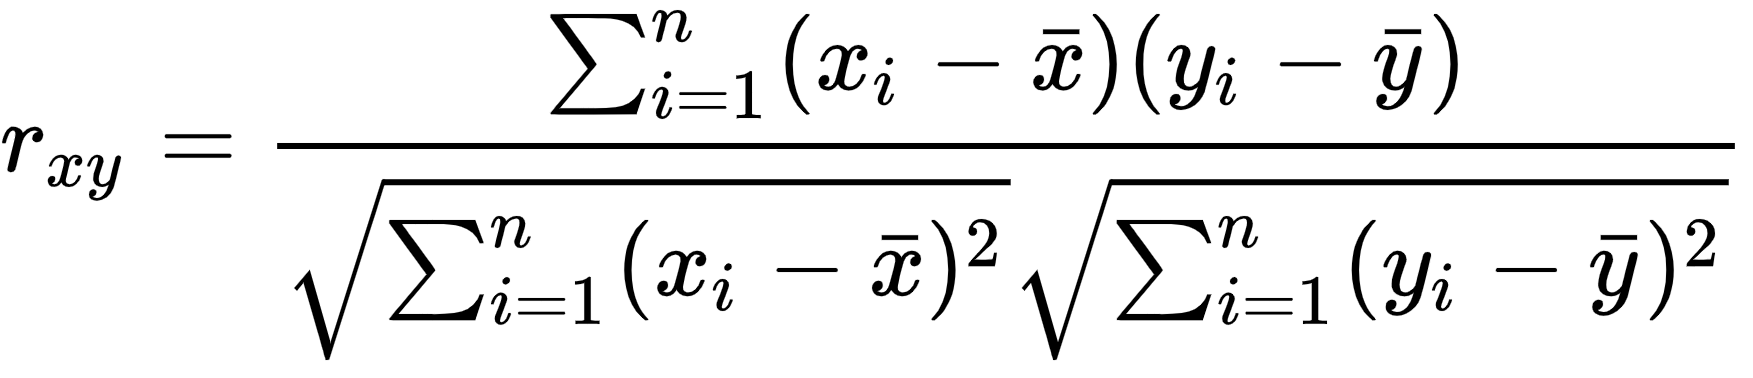 r_{xy} = \frac{\sum_{i=1}^{n}(x_i - \bar{x})(y_i - \bar{y})}{\sqrt{\sum_{i=1}^{n}(x_i - \bar{x})^2}\sqrt{\sum_{i=1}^{n}(y_i - \bar{y})^2}}